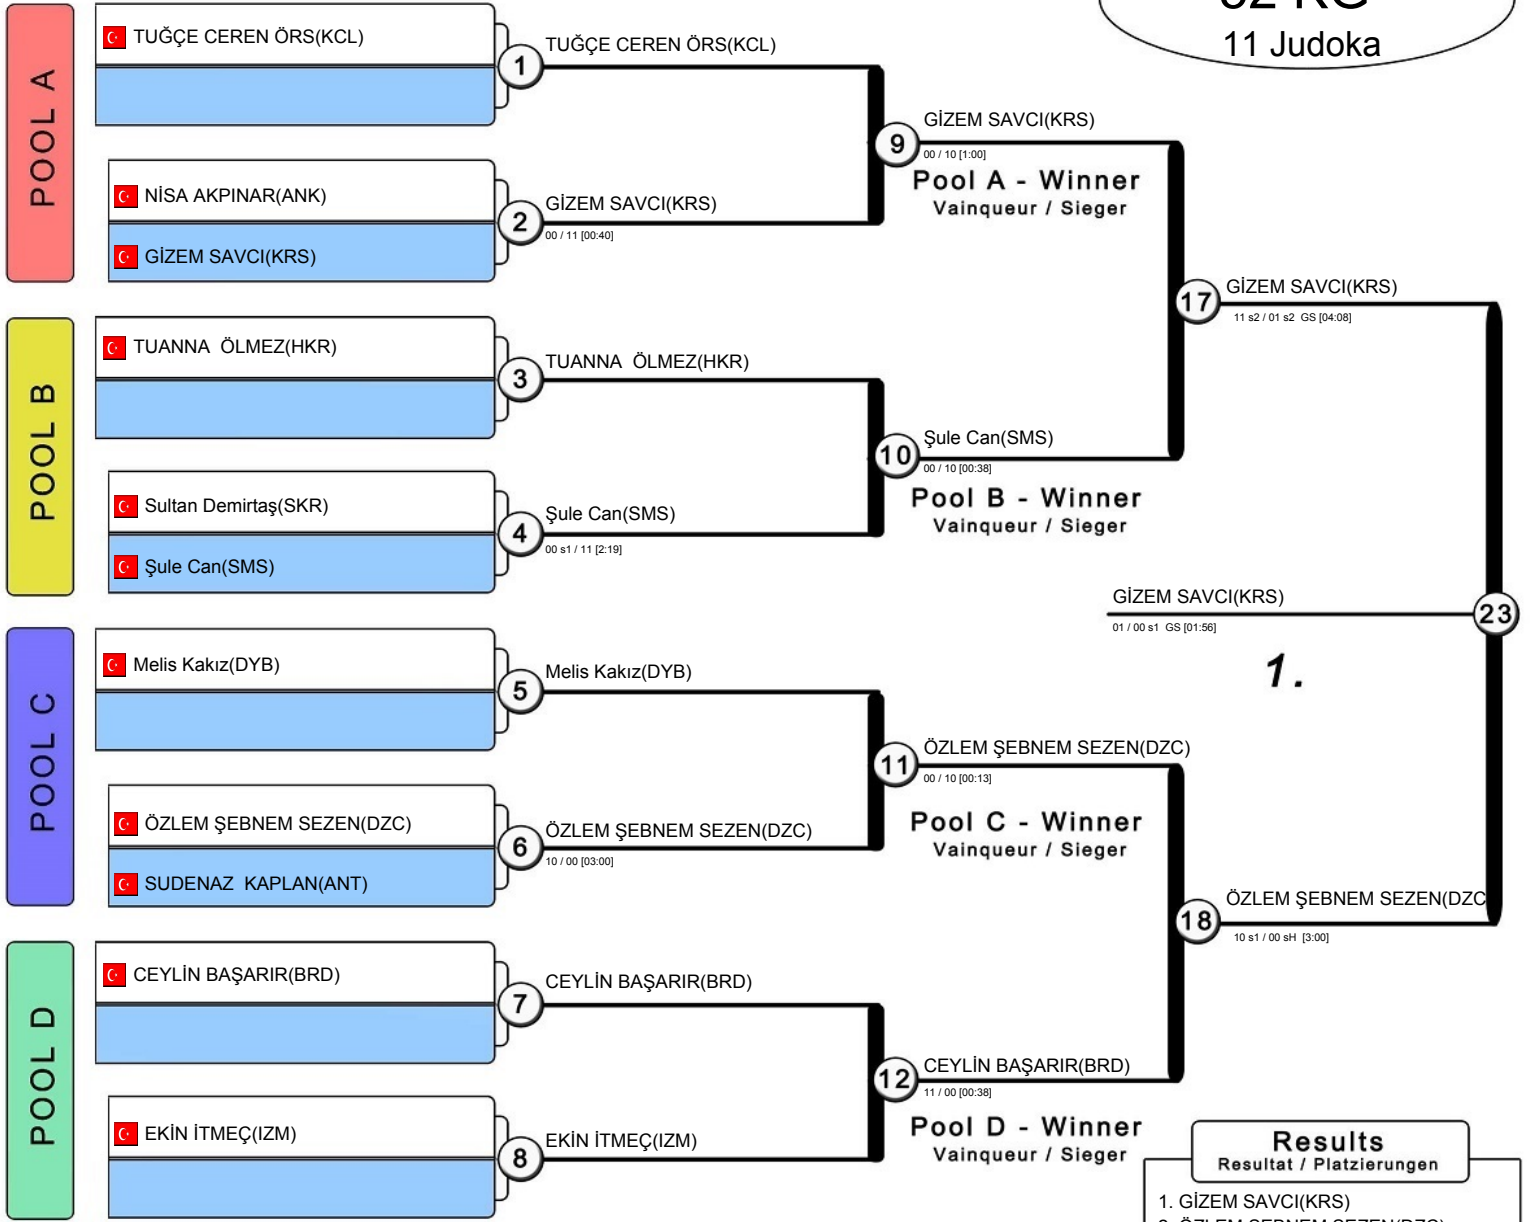 11 Judoka
POOL A
TUĞÇE CEREN ÖRS(KCL)
1
TUĞÇE CEREN ÖRS(KCL)
NİSA AKPINAR(ANK)
GİZEM SAVCI(KRS)
2
GİZEM SAVCI(KRS)
00 / 11 [00:40]
9
GİZEM SAVCI(KRS)
00 / 10 [1:00]
Pool A - Winner
Vainqueur / Sieger
POOL B
TUANNA ÖLMEZ(HKR)
3
TUANNA ÖLMEZ(HKR)
Sultan Demirtaş(SKR)
Şule Can(SMS)
4
Şule Can(SMS)
00 s1 / 11 [2:19]
10
Şule Can(SMS)
00 / 10 [00:38]
Pool B - Winner
Vainqueur / Sieger
17
GİZEM SAVCI(KRS)
11 s2 / 01 s2 GS [04:08]
POOL C
Melis Kakız(DYB)
5
Melis Kakız(DYB)
ÖZLEM ŞEBNEM SEZEN(DZC)
SUDENAZ KAPLAN(ANT)
6
ÖZLEM ŞEBNEM SEZEN(DZC)
10 / 00 [03:00]
11
ÖZLEM ŞEBNEM SEZEN(DZC)
00 / 10 [00:13]
Pool C - Winner
Vainqueur / Sieger
POOL D
CEYLİN BAŞARIR(BRD)
7
CEYLİN BAŞARIR(BRD)
EKİN İTMEÇ(IZM)
8
EKİN İTMEÇ(IZM)
12
CEYLİN BAŞARIR(BRD)
11 / 00 [00:38]
Pool D - Winner
Vainqueur / Sieger
18
ÖZLEM ŞEBNEM SEZEN(DZC
10 s1 / 00 sH [3:00]
GİZEM SAVCI(KRS)
01 / 00 s1 GS [01:56]
23
1.
Results
Resultat / Platzierungen
1. GİZEM SAVCI(KRS)
2. ÖZLEM ŞEBNEM SEZEN(DZC)